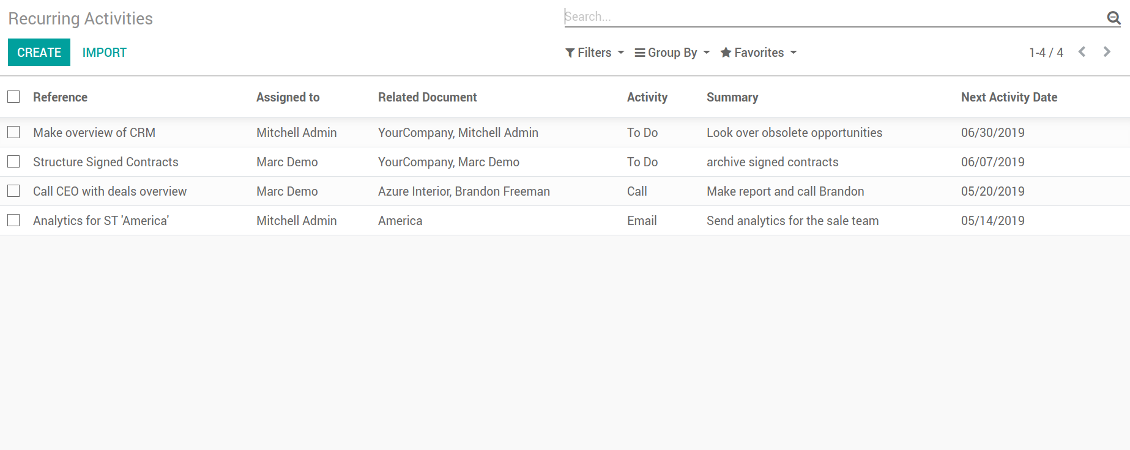 Recurring Activities
Search...
CREATE IMPORT Filters Group By Favorites 1-4 / 4
Reference Assigned to Related Document Activity Summary Next Activity Date
Make overview of CRM Mitchell Admin YourCompany, Mitchell Admin To Do Look over obsolete opportunities 06/30/2019
Structure Signed Contracts Marc Demo YourCompany, Marc Demo To Do archive signed contracts 06/07/2019
Call CEO with deals overview Marc Demo Azure Interior, Brandon Freeman Call Make report and call Brandon 05/20/2019
Analytics for ST 'America' Mitchell Admin America Email Send analytics for the sale team 05/14/2019